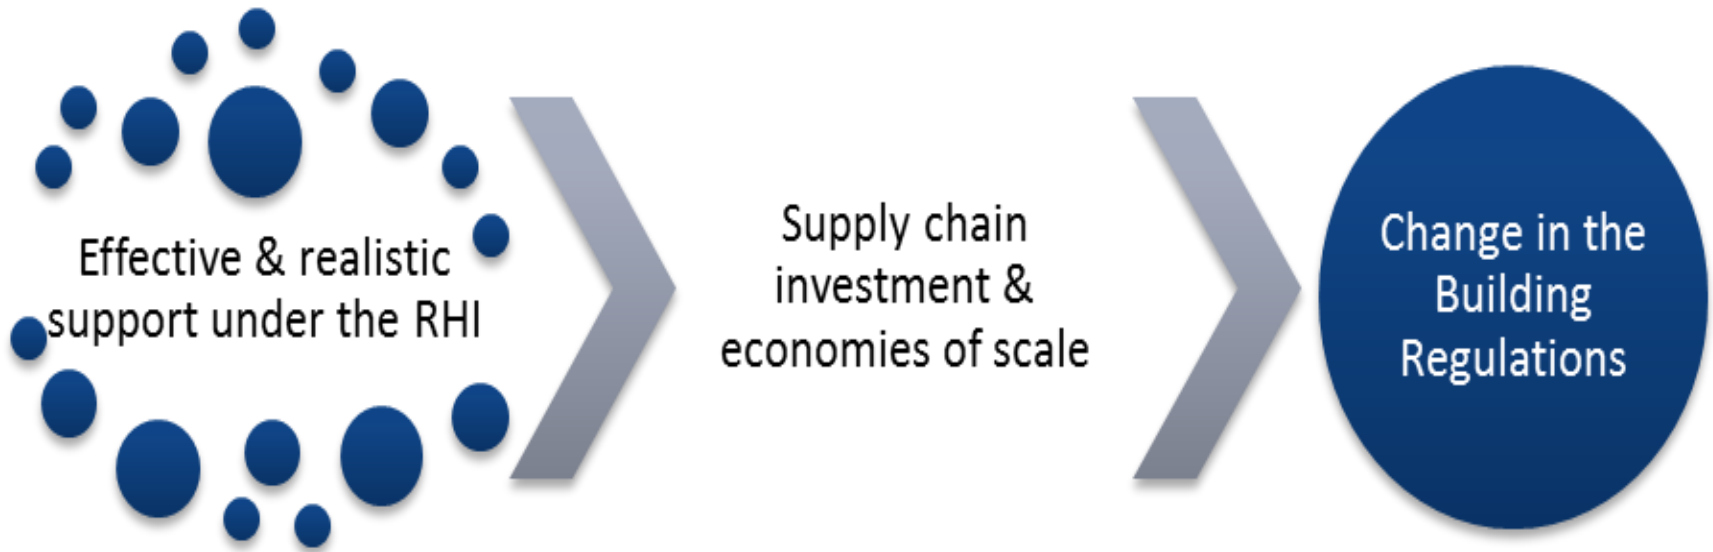 Effective & realistic
support under the RHI
Supply chain
investment &
economies of scale
Change in the
Building
Regulations